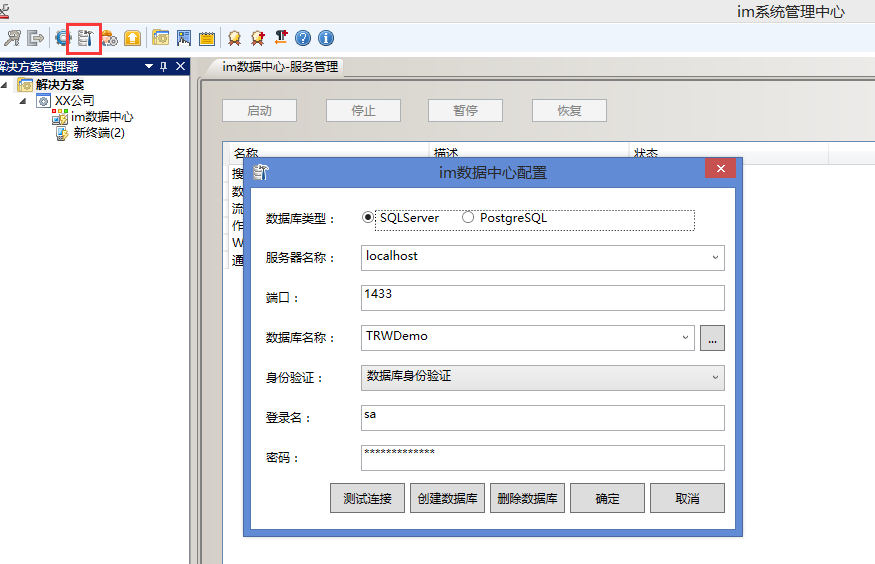 im系统管理中心
解决方案管理器
im数据中心-服务管理
解决方案
XX公司
im数据中心
新终端(2)
启动
停止
暂停
恢复
名称
描述
状态
搜
数
流
作
W
通
im数据中心配置
数据库类型：
SQLServer
PostgreSQL
服务器名称：
localhost
端口：
1433
数据库名称：
TRWDemo
...
身份验证：
数据库身份验证
登录名：
sa
密码：
*************
测试连接
创建数据库
删除数据库
确定
取消